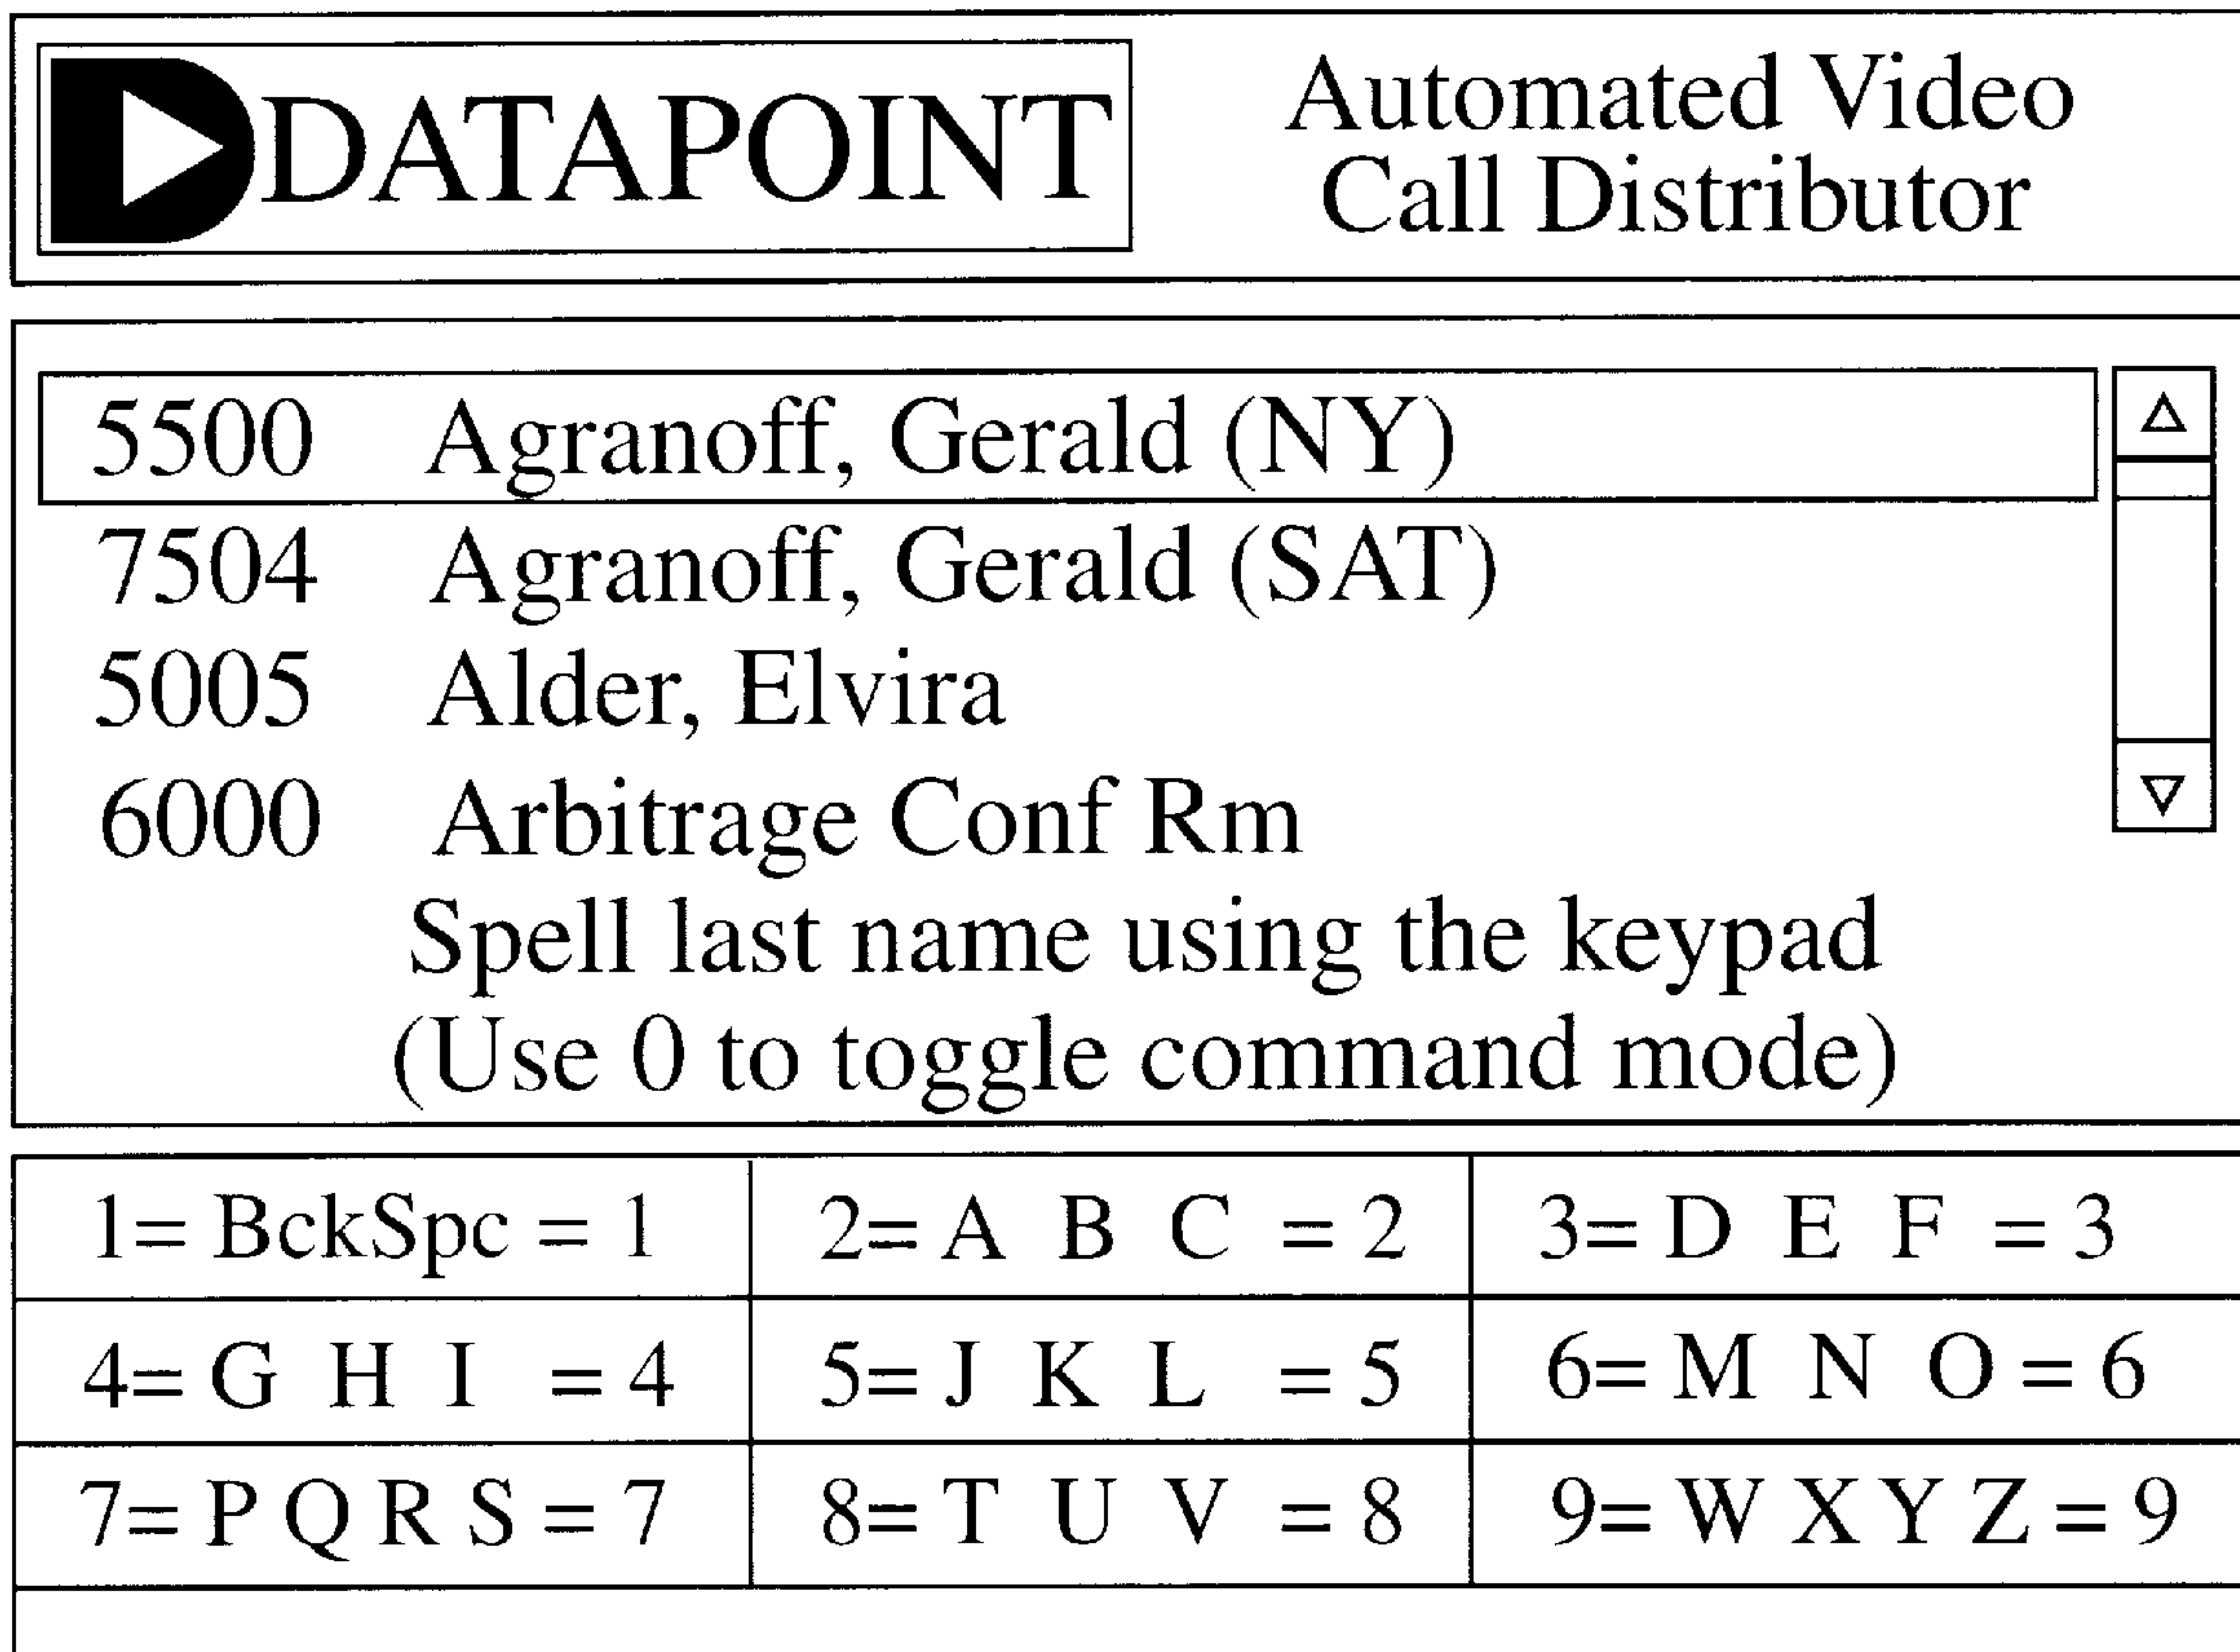 DATAPOINT
Automated Video
Call Distributor
5500 Agranoff, Gerald (NY)
7504 Agranoff, Gerald (SAT)
5005 Alder, Elvira
6000 Arbitrage Conf Rm
Spell last name using the keypad
(Use 0 to toggle command mode)
1= BckSpc = 1 2= A B C = 2 3= D E F = 3
4= G H I = 4 5= J K L = 5 6= M N O = 6
7= P Q R S = 7 8= T U V = 8 9= W X Y Z = 9